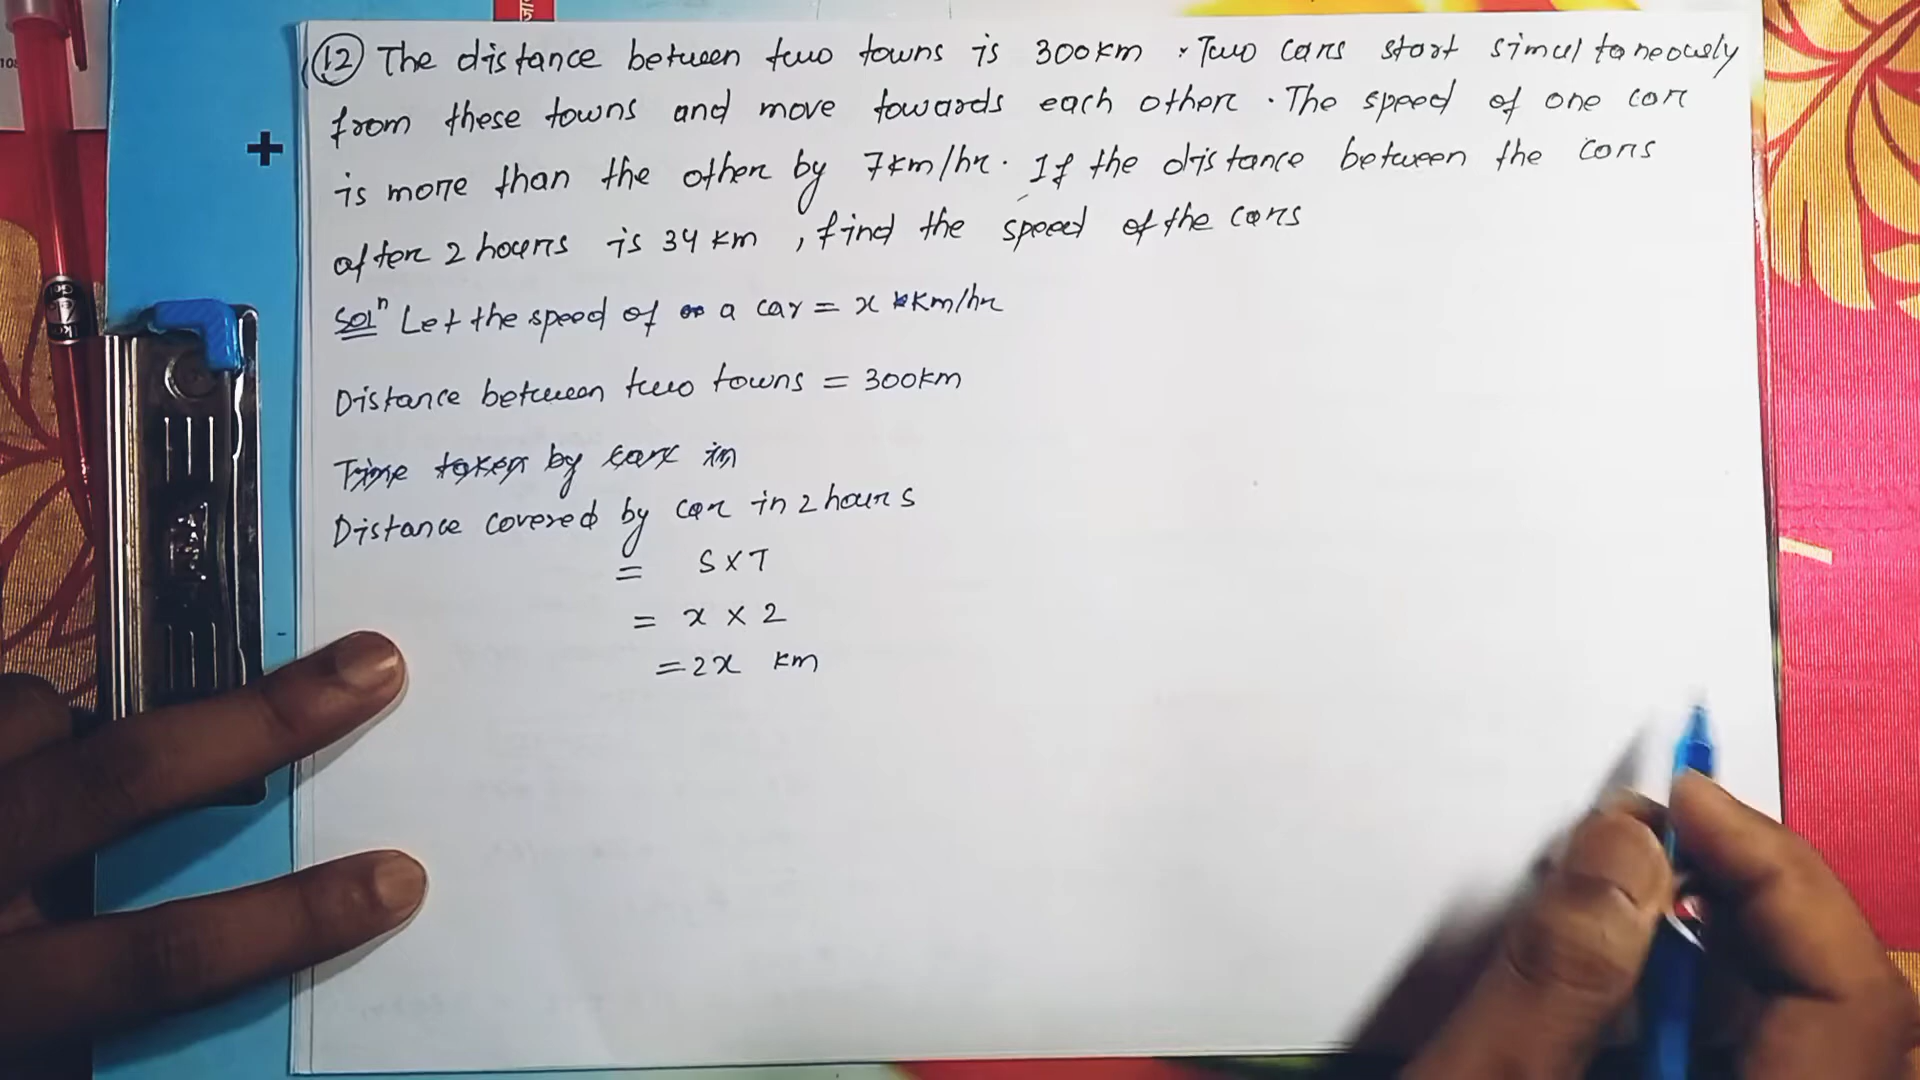 12 The distance between two towns is 300km. Two cars start simultaneously
from these towns and move towards each other. The speed of one car
is more than the other by 7km/hr. If the distance between the cars
after 2 hours is 34 km, find the speed of the cars
Solⁿ Let the speed of a car = x km/hr
Distance between two towns = 300km
Time taken by car in
Distance covered by car in 2 hours
= S×T
= x × 2
= 2x km